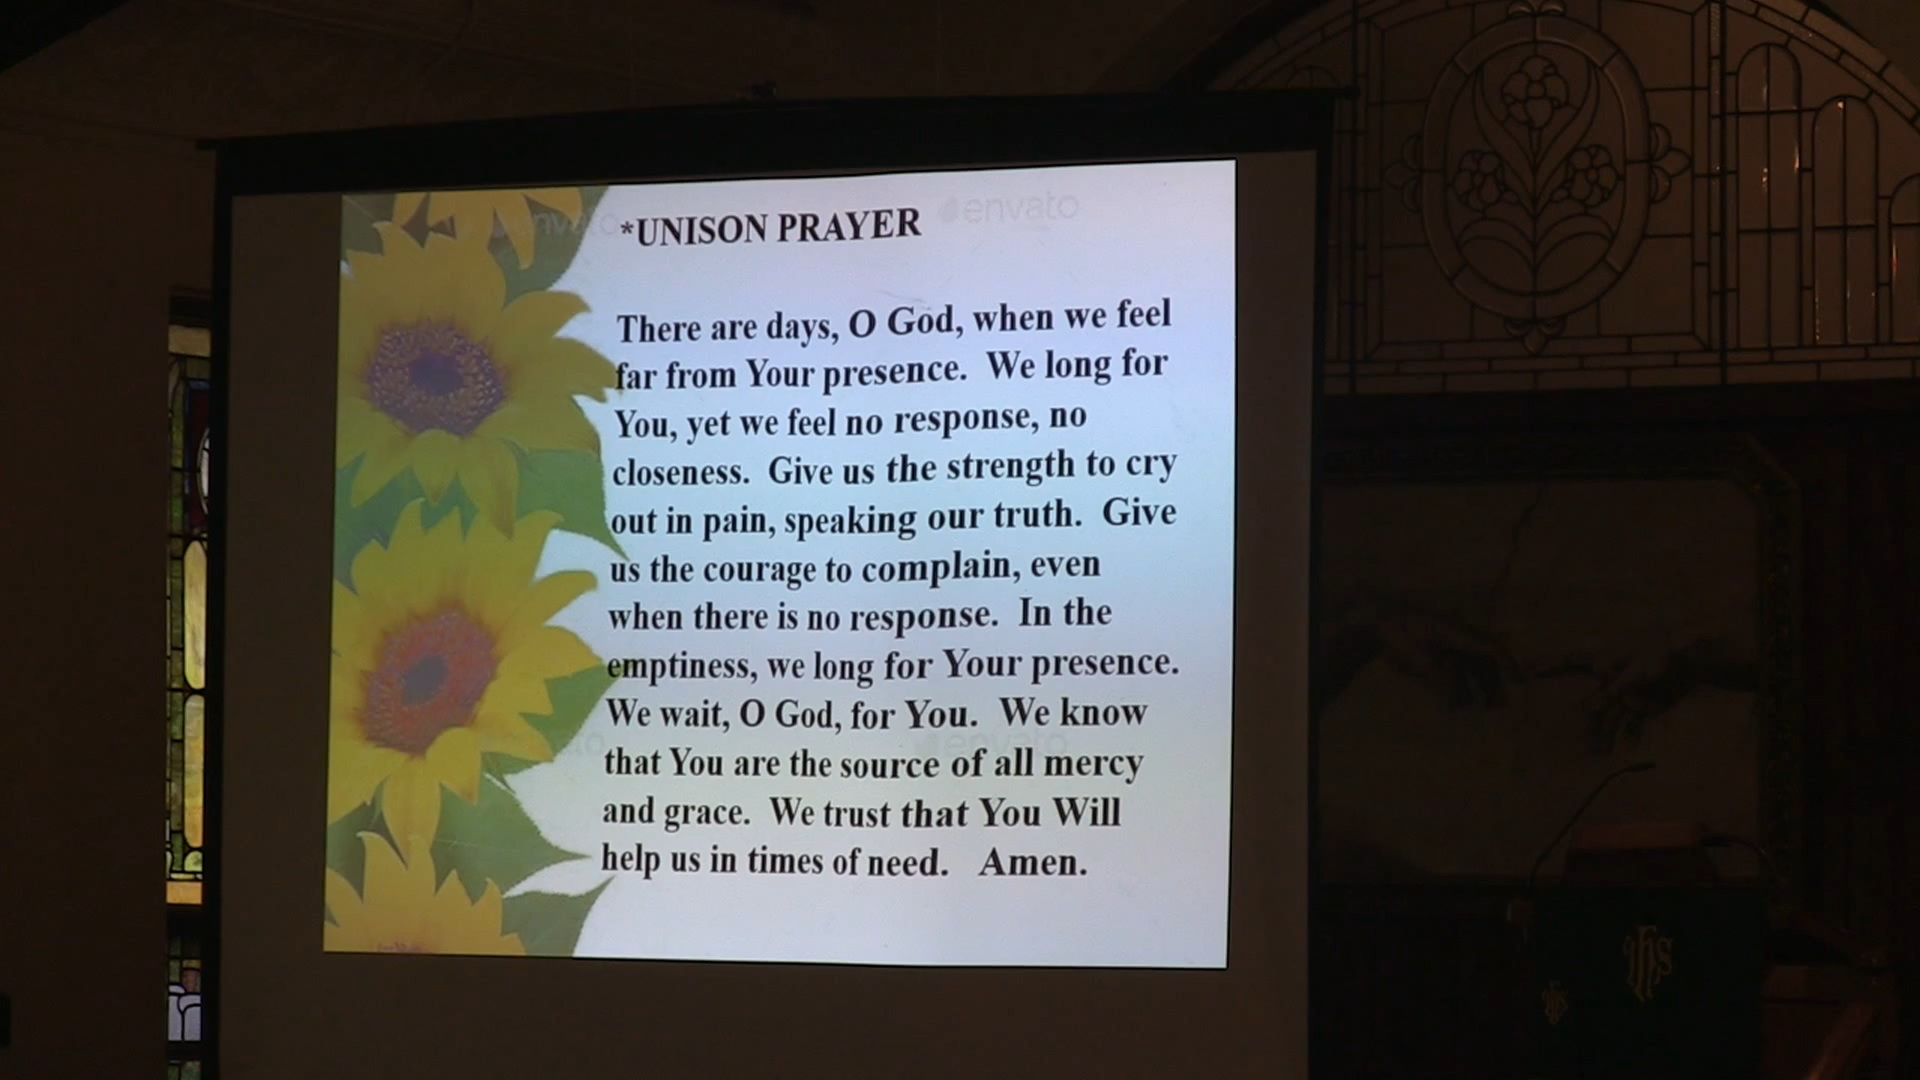 *UNISON PRAYER
envato
There are days, O God, when we feel
far from Your presence.  We long for
You, yet we feel no response, no
closeness.  Give us the strength to cry
out in pain, speaking our truth.  Give
us the courage to complain, even
when there is no response.  In the
emptiness, we long for Your presence.
We wait, O God, for You.  We know
envato
that You are the source of all mercy
and grace.  We trust that You Will
help us in times of need.   Amen.
IHS